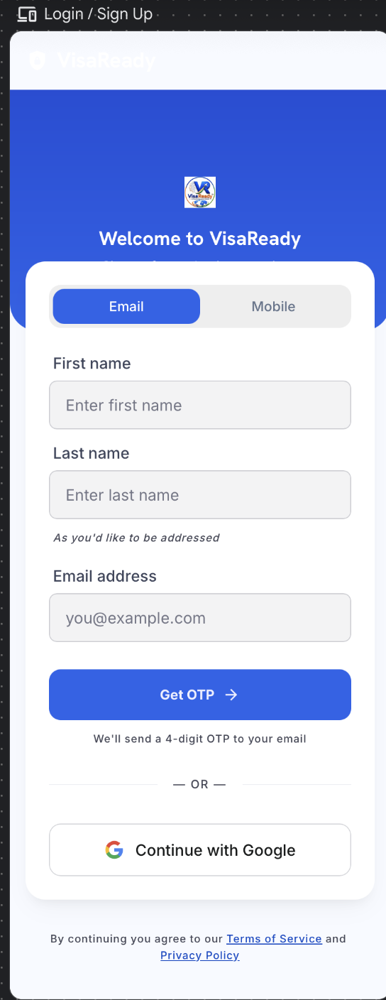 Login / Sign Up
VisaReady
VR
VisaReady
Welcome to VisaReady
Email
Mobile
First name
Enter first name
Last name
Enter last name
As you'd like to be addressed
Email address
you@example.com
Get OTP →
We'll send a 4-digit OTP to your email
— OR —
Continue with Google
By continuing you agree to our Terms of Service and
Privacy Policy